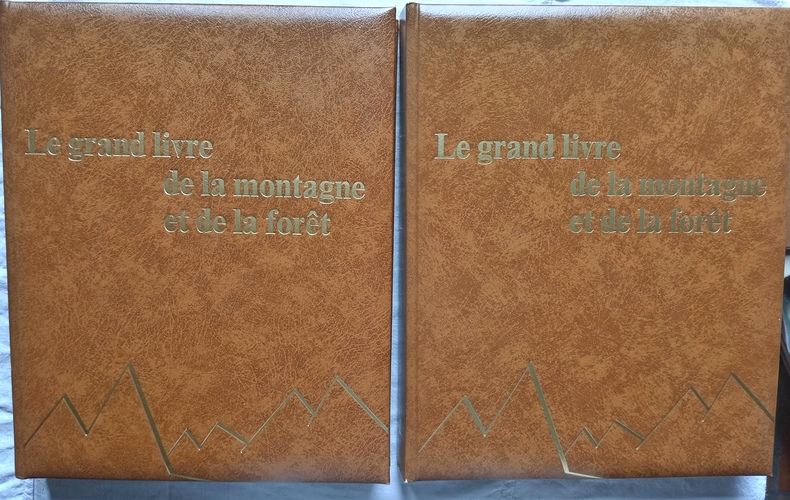 Le grand livre
de la montagne
et de la forêt
Le grand livre
de la montagne
et de la forêt